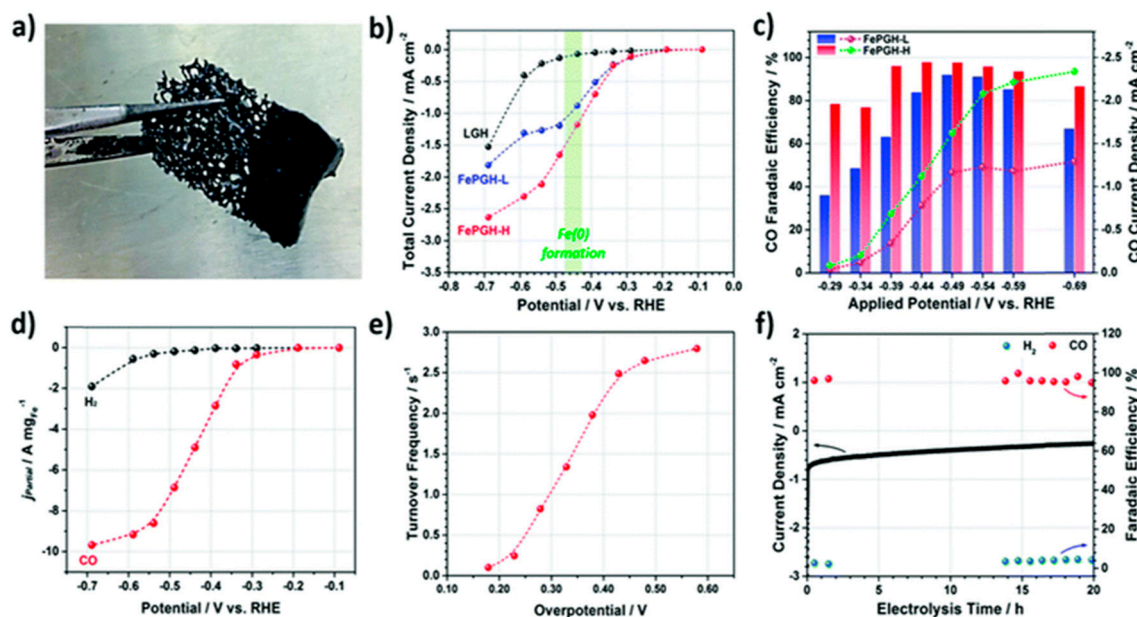 a)
b)
Total Current Density / mA cm-2
0.0
-0.5
-1.0
-1.5
-2.0
-2.5
-3.0
-3.5
LGH
FePGH-L
FePGH-H
Fe(0)
formation
-0.8 -0.7 -0.6 -0.5 -0.4 -0.3 -0.2 -0.1 0.0
Potential / V vs. RHE
c)
FePGH-L
FePGH-H
CO Faradaic Efficiency / %
100
80
60
40
20
0
CO Current Density / mA cm-2
-2.5
-2.0
-1.5
-1.0
-0.5
0.0
-0.29 -0.34 -0.39 -0.44 -0.49 -0.54 -0.59 -0.69
Applied Potential / V vs. RHE
d)
jPartial / A mgFe-1
0
-2
-4
-6
-8
-10
H2
CO
-0.7 -0.6 -0.5 -0.4 -0.3 -0.2 -0.1
Potential / V vs. RHE
e)
Turnover Frequency / s-1
3.0
2.5
2.0
1.5
1.0
0.5
0.0
0.10 0.20 0.30 0.40 0.50 0.60
Overpotential / V
f)
H2 CO
Current Density / mA cm-2
2
1
0
-1
-2
-3
Faradaic Efficiency / %
120
100
80
60
40
20
0
0 5 10 15 20
Electrolysis Time / h